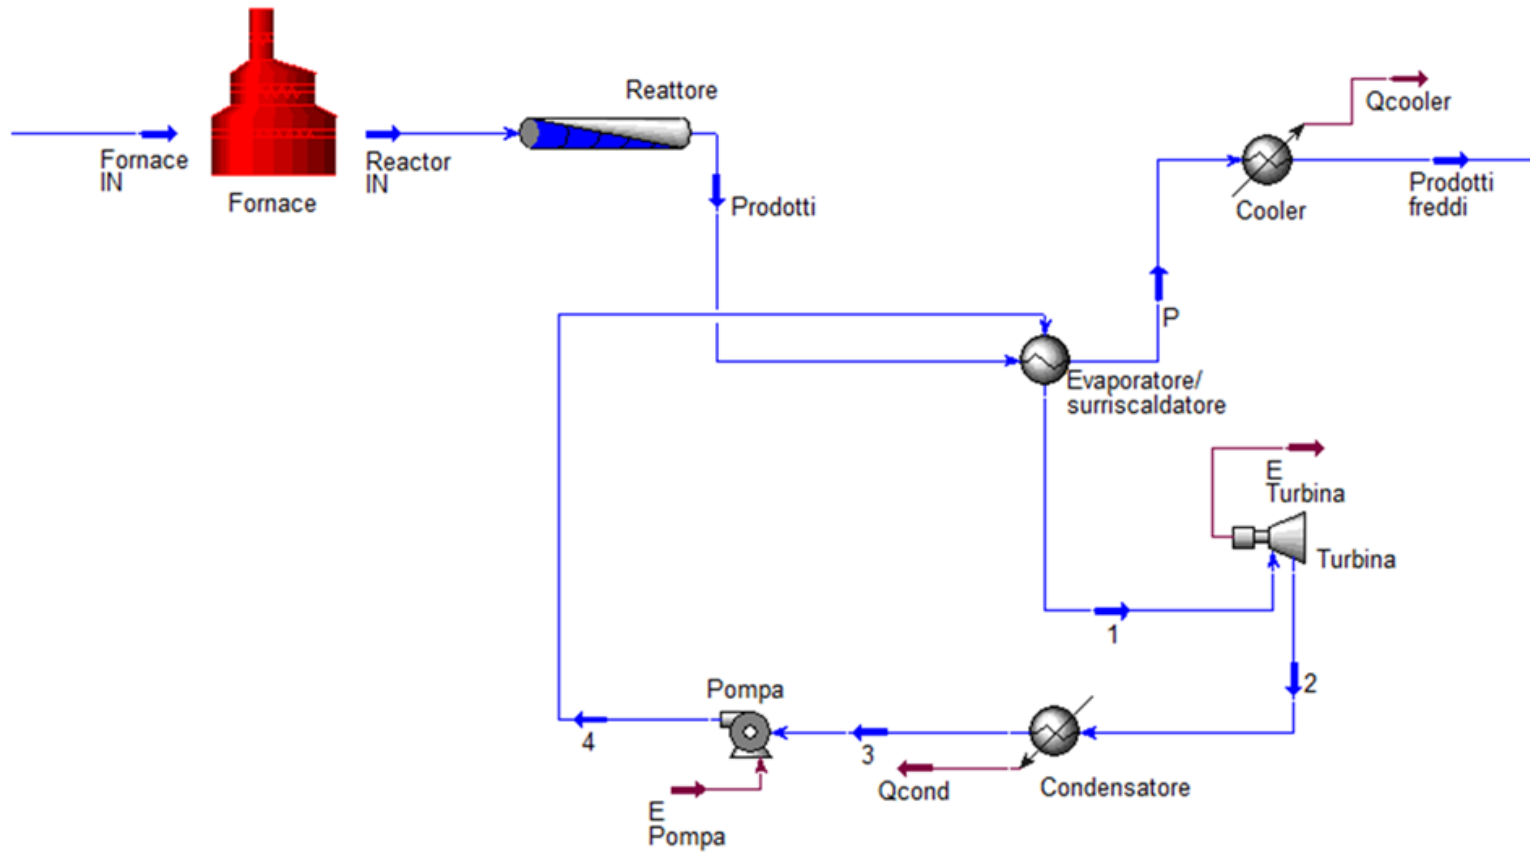 Reattore
Qcooler
Fornace
IN
Reactor
IN
Fornace
Prodotti
Cooler
Prodotti
freddi
P
Evaporatore/
surriscaldatore
E
Turbina
Turbina
1
2
Pompa
4
3
Qcond
Condensatore
E
Pompa